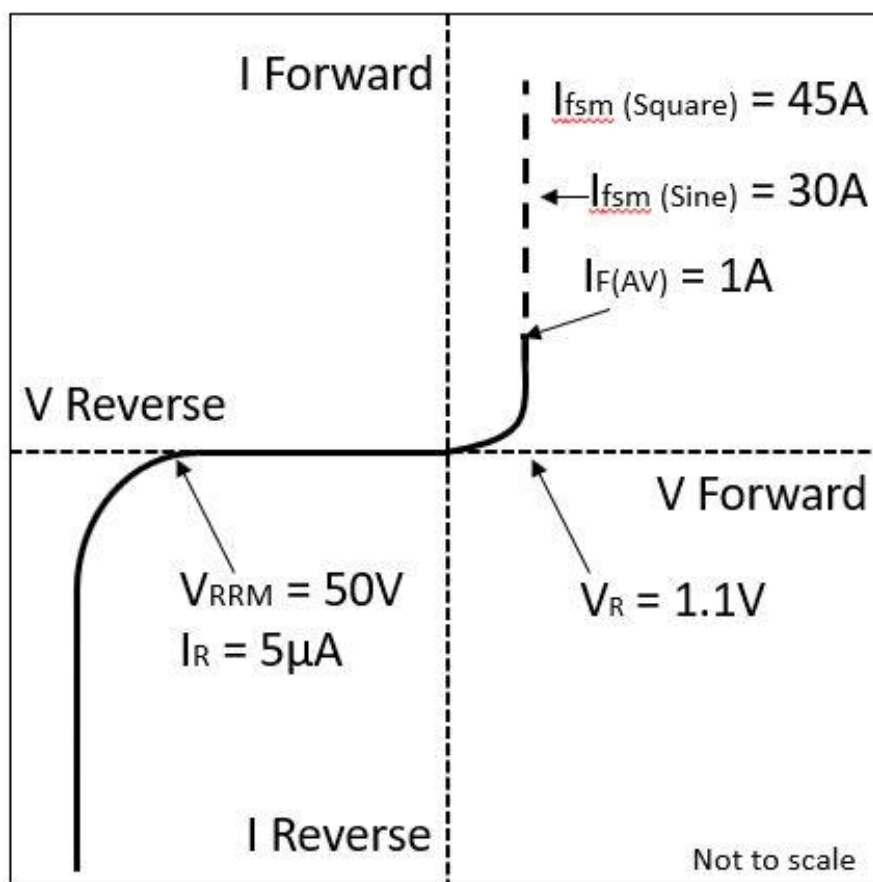 I Forward
Ifsm (Square) = 45A
Ifsm (Sine) = 30A
IF(AV) = 1A
V Reverse
V Forward
VRRM = 50V
IR = 5µA
VR = 1.1V
I Reverse
Not to scale